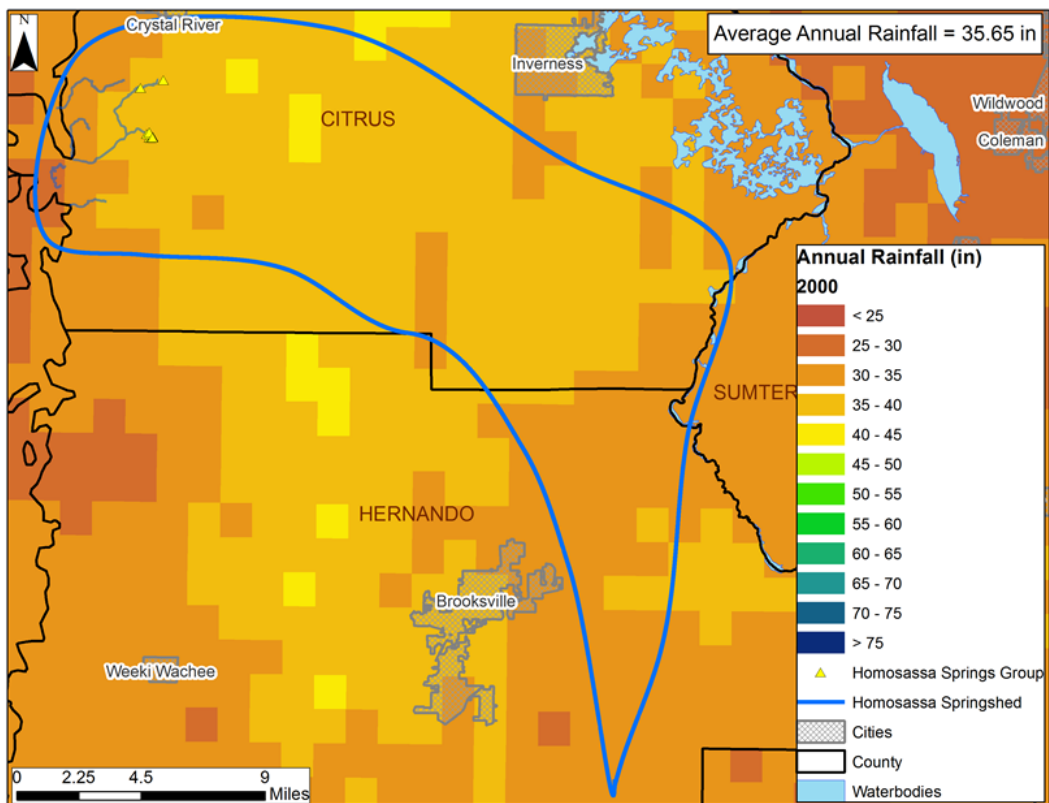 Crystal River
Average Annual Rainfall = 35.65 in
N
Inverness
CITRUS
Wildwood
Coleman
Annual Rainfall (in)
2000
< 25
25 - 30
30 - 35
35 - 40
40 - 45
45 - 50
50 - 55
55 - 60
60 - 65
65 - 70
70 - 75
> 75
Homosassa Springs Group
Homosassa Springshed
Cities
County
Waterbodies
SUMTER
HERNANDO
Brooksville
Weeki Wachee
0 2.25 4.5 9
Miles